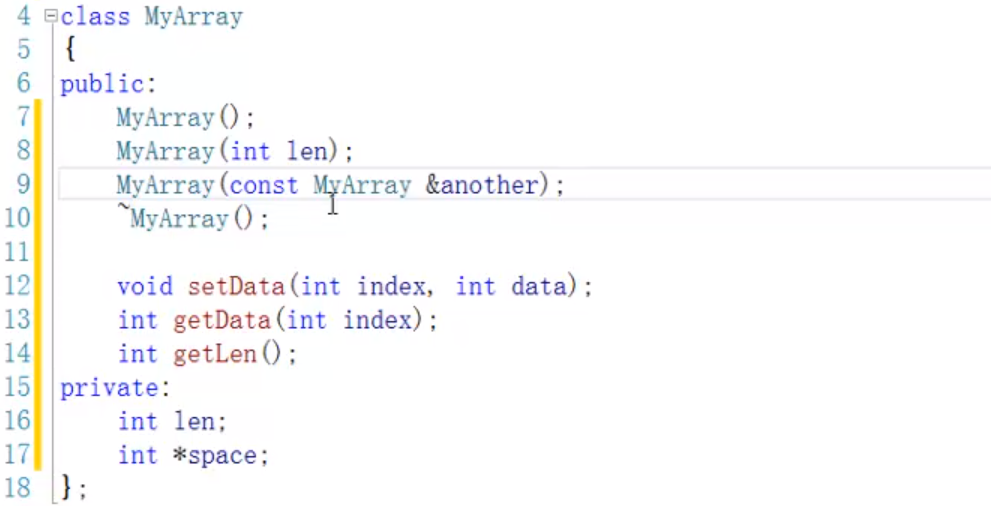 4 class MyArray
5 {
6 public:
7     MyArray();
8     MyArray(int len);
9     MyArray(const MyArray &another);
10     ~MyArray();
11
12     void setData(int index, int data);
13     int getData(int index);
14     int getLen();
15 private:
16     int len;
17     int *space;
18 };